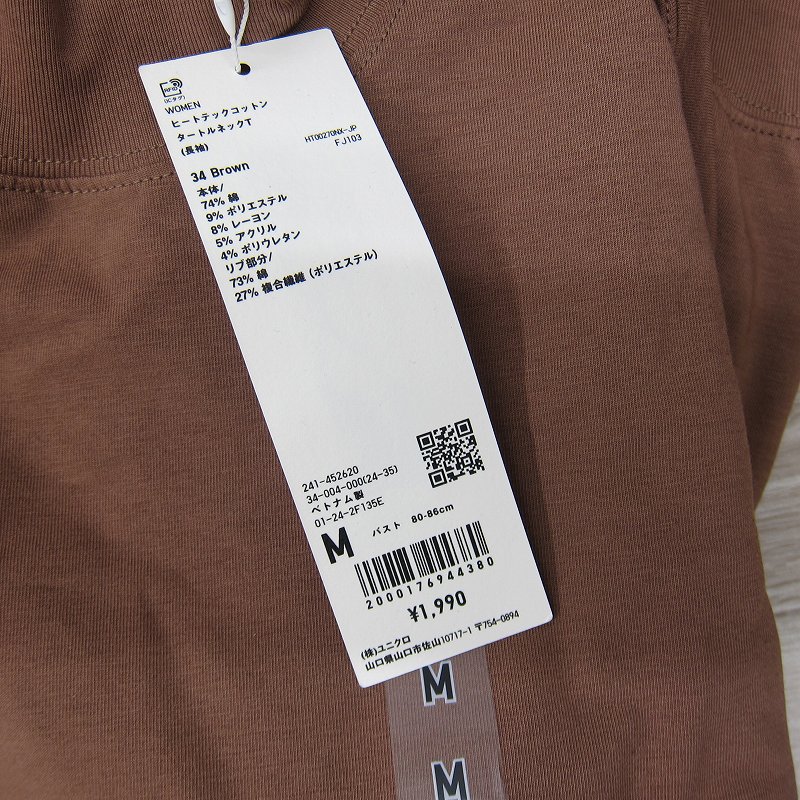 RFID
(ICタグ)
WOMEN
ヒートテックコットン
タートルネックT
(長袖)
HT00270NX-JP
FJ103
34 Brown
本体/
74% 綿
9% ポリエステル
8% レーヨン
5% アクリル
4% ポリウレタン
リブ部分/
73% 綿
27% 複合繊維 (ポリエステル)
241-452620
34-004-000(24-35)
ベトナム製
01-24-2F135E
M バスト 80-86cm
2000176944380
¥1,990
(株)ユニクロ
山口県山口市佐山10717-1 〒754-0894
M
M